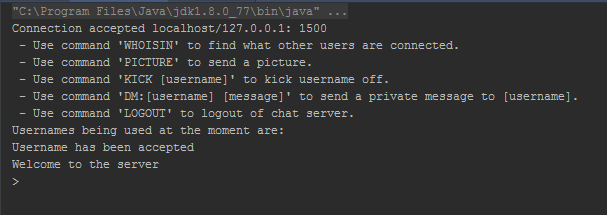 "C:\Program Files\Java\jdk1.8.0_77\bin\java" ...
Connection accepted localhost/127.0.0.1: 1500
- Use command 'WHOISIN' to find what other users are connected.
- Use command 'PICTURE' to send a picture.
- Use command 'KICK [username]' to kick username off.
- Use command 'DM:[username] [message]' to send a private message to [username].
- Use command 'LOGOUT' to logout of chat server.
Usernames being used at the moment are:
Username has been accepted
Welcome to the server
>